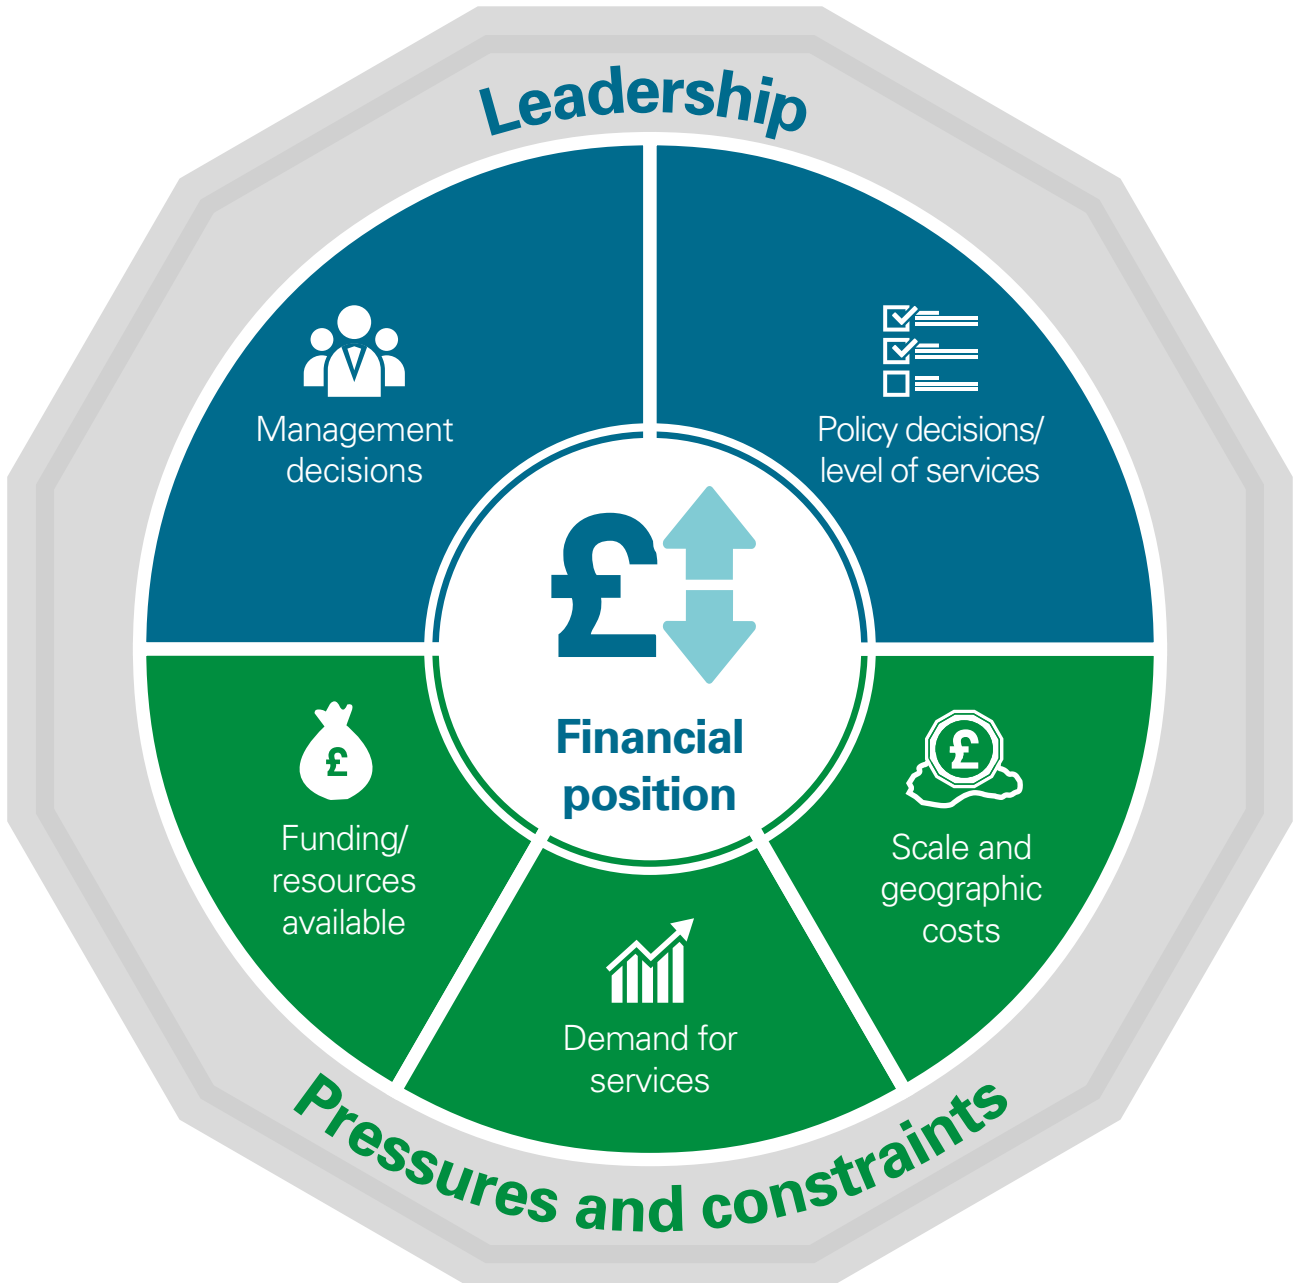 Leadership
Management
decisions
Policy decisions/
level of services
£
Financial
position
£
Funding/
resources
available
£
Scale and
geographic
costs
Demand for
services
Pressures and constraints